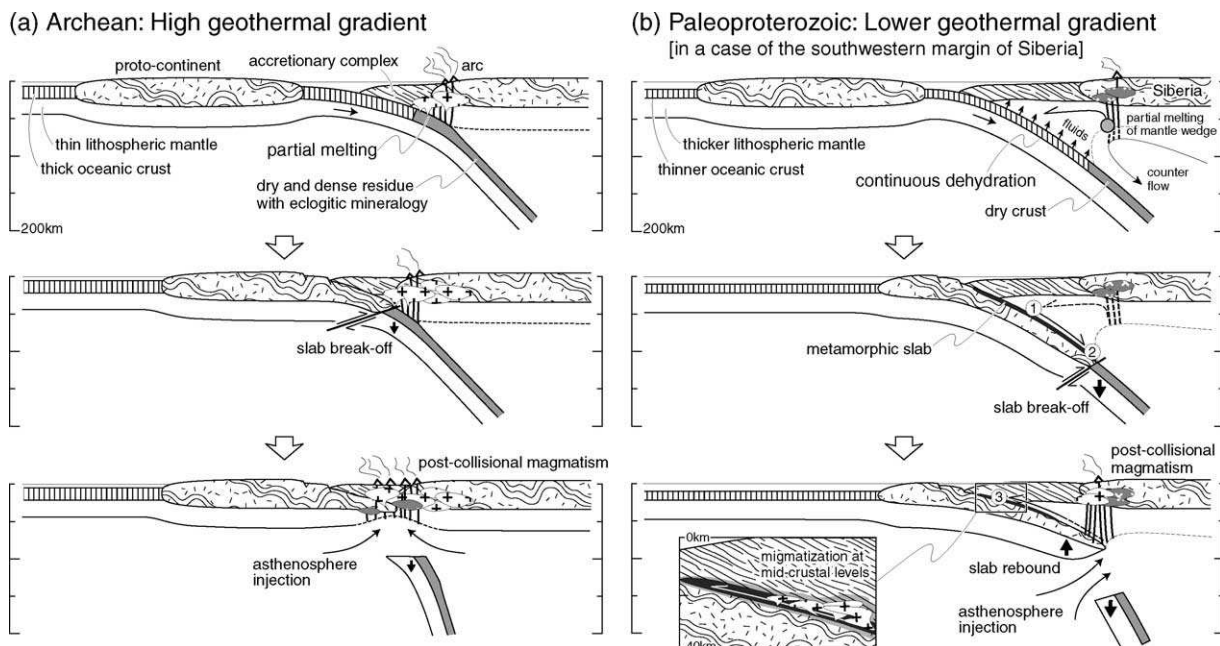 (a) Archean: High geothermal gradient
proto-continent
accretionary complex
arc
thin lithospheric mantle
thick oceanic crust
partial melting
dry and dense residue
with eclogitic mineralogy
200km
slab break-off
post-collisional magmatism
asthenosphere
injection
(b) Paleoproterozoic: Lower geothermal gradient
[in a case of the southwestern margin of Siberia]
Siberia
partial melting
of mantle wedge
fluids
thicker lithospheric mantle
thinner oceanic crust
continuous dehydration
counter
flow
dry crust
200km
1
metamorphic slab
2
slab break-off
post-collisional
magmatism
3
0km
migmatization at
mid-crustal levels
slab rebound
asthenosphere
injection
40km